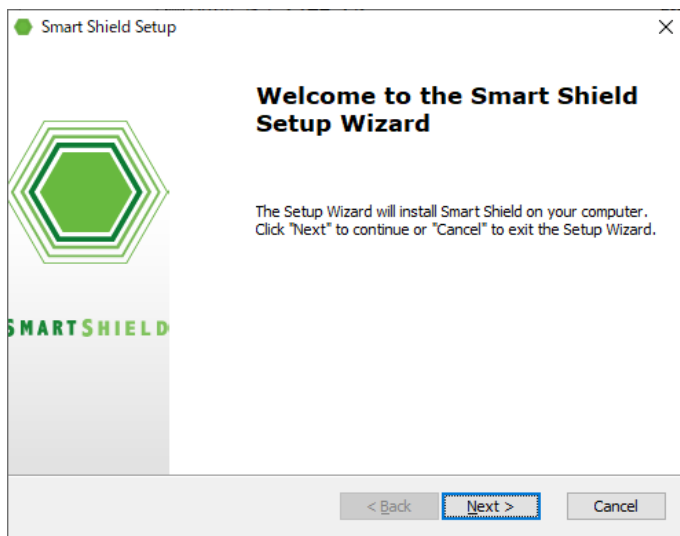 Smart Shield Setup
Welcome to the Smart Shield
Setup Wizard
The Setup Wizard will install Smart Shield on your computer.
Click "Next" to continue or "Cancel" to exit the Setup Wizard.
SMARTSHIELD
< Back
Next >
Cancel